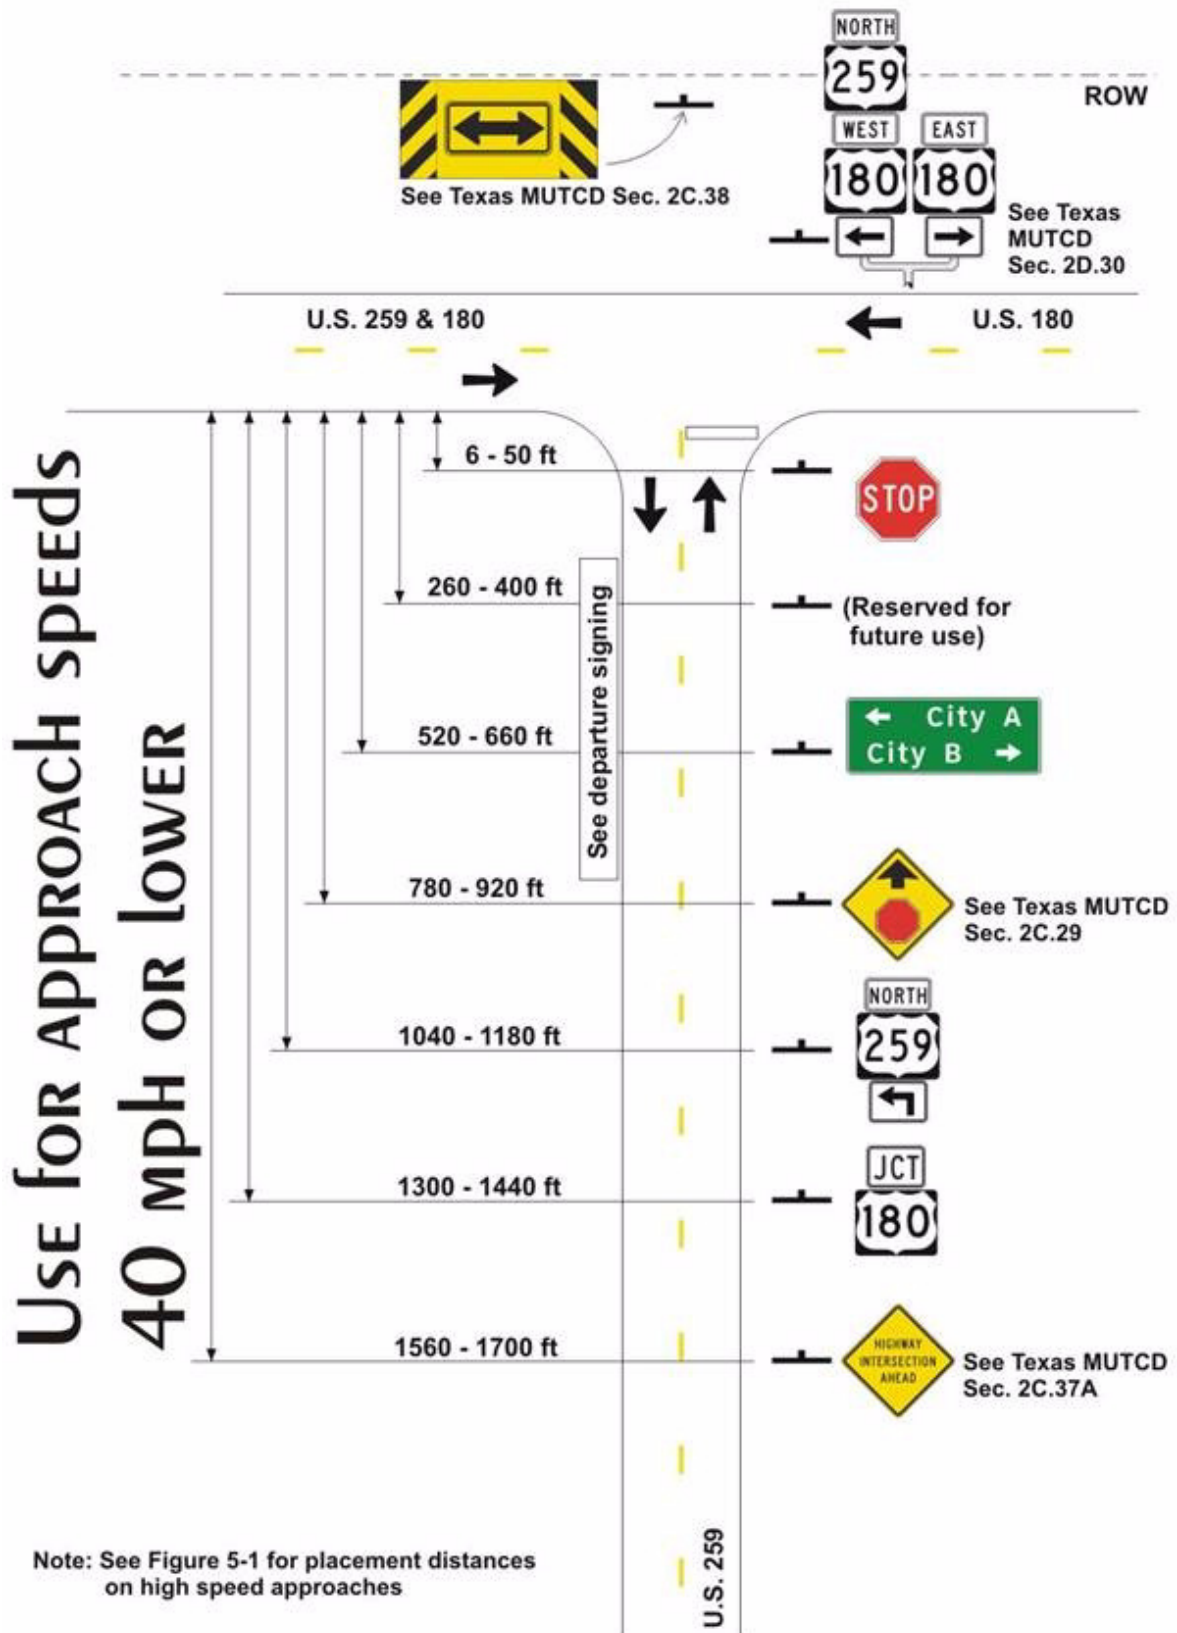 NORTH
259
ROW
WEST EAST
180 180
See Texas MUTCD Sec. 2C.38
See Texas
MUTCD
Sec. 2D.30
U.S. 259 & 180
U.S. 180
Use for Approach speeds
40 mph or lower
6 - 50 ft
STOP
260 - 400 ft
(Reserved for
future use)
See departure signing
520 - 660 ft
City A
City B
780 - 920 ft
See Texas MUTCD
Sec. 2C.29
1040 - 1180 ft
NORTH
259
1300 - 1440 ft
JCT
180
1560 - 1700 ft
HIGHWAY
INTERSECTION
AHEAD
See Texas MUTCD
Sec. 2C.37A
U.S. 259
Note: See Figure 5-1 for placement distances
on high speed approaches